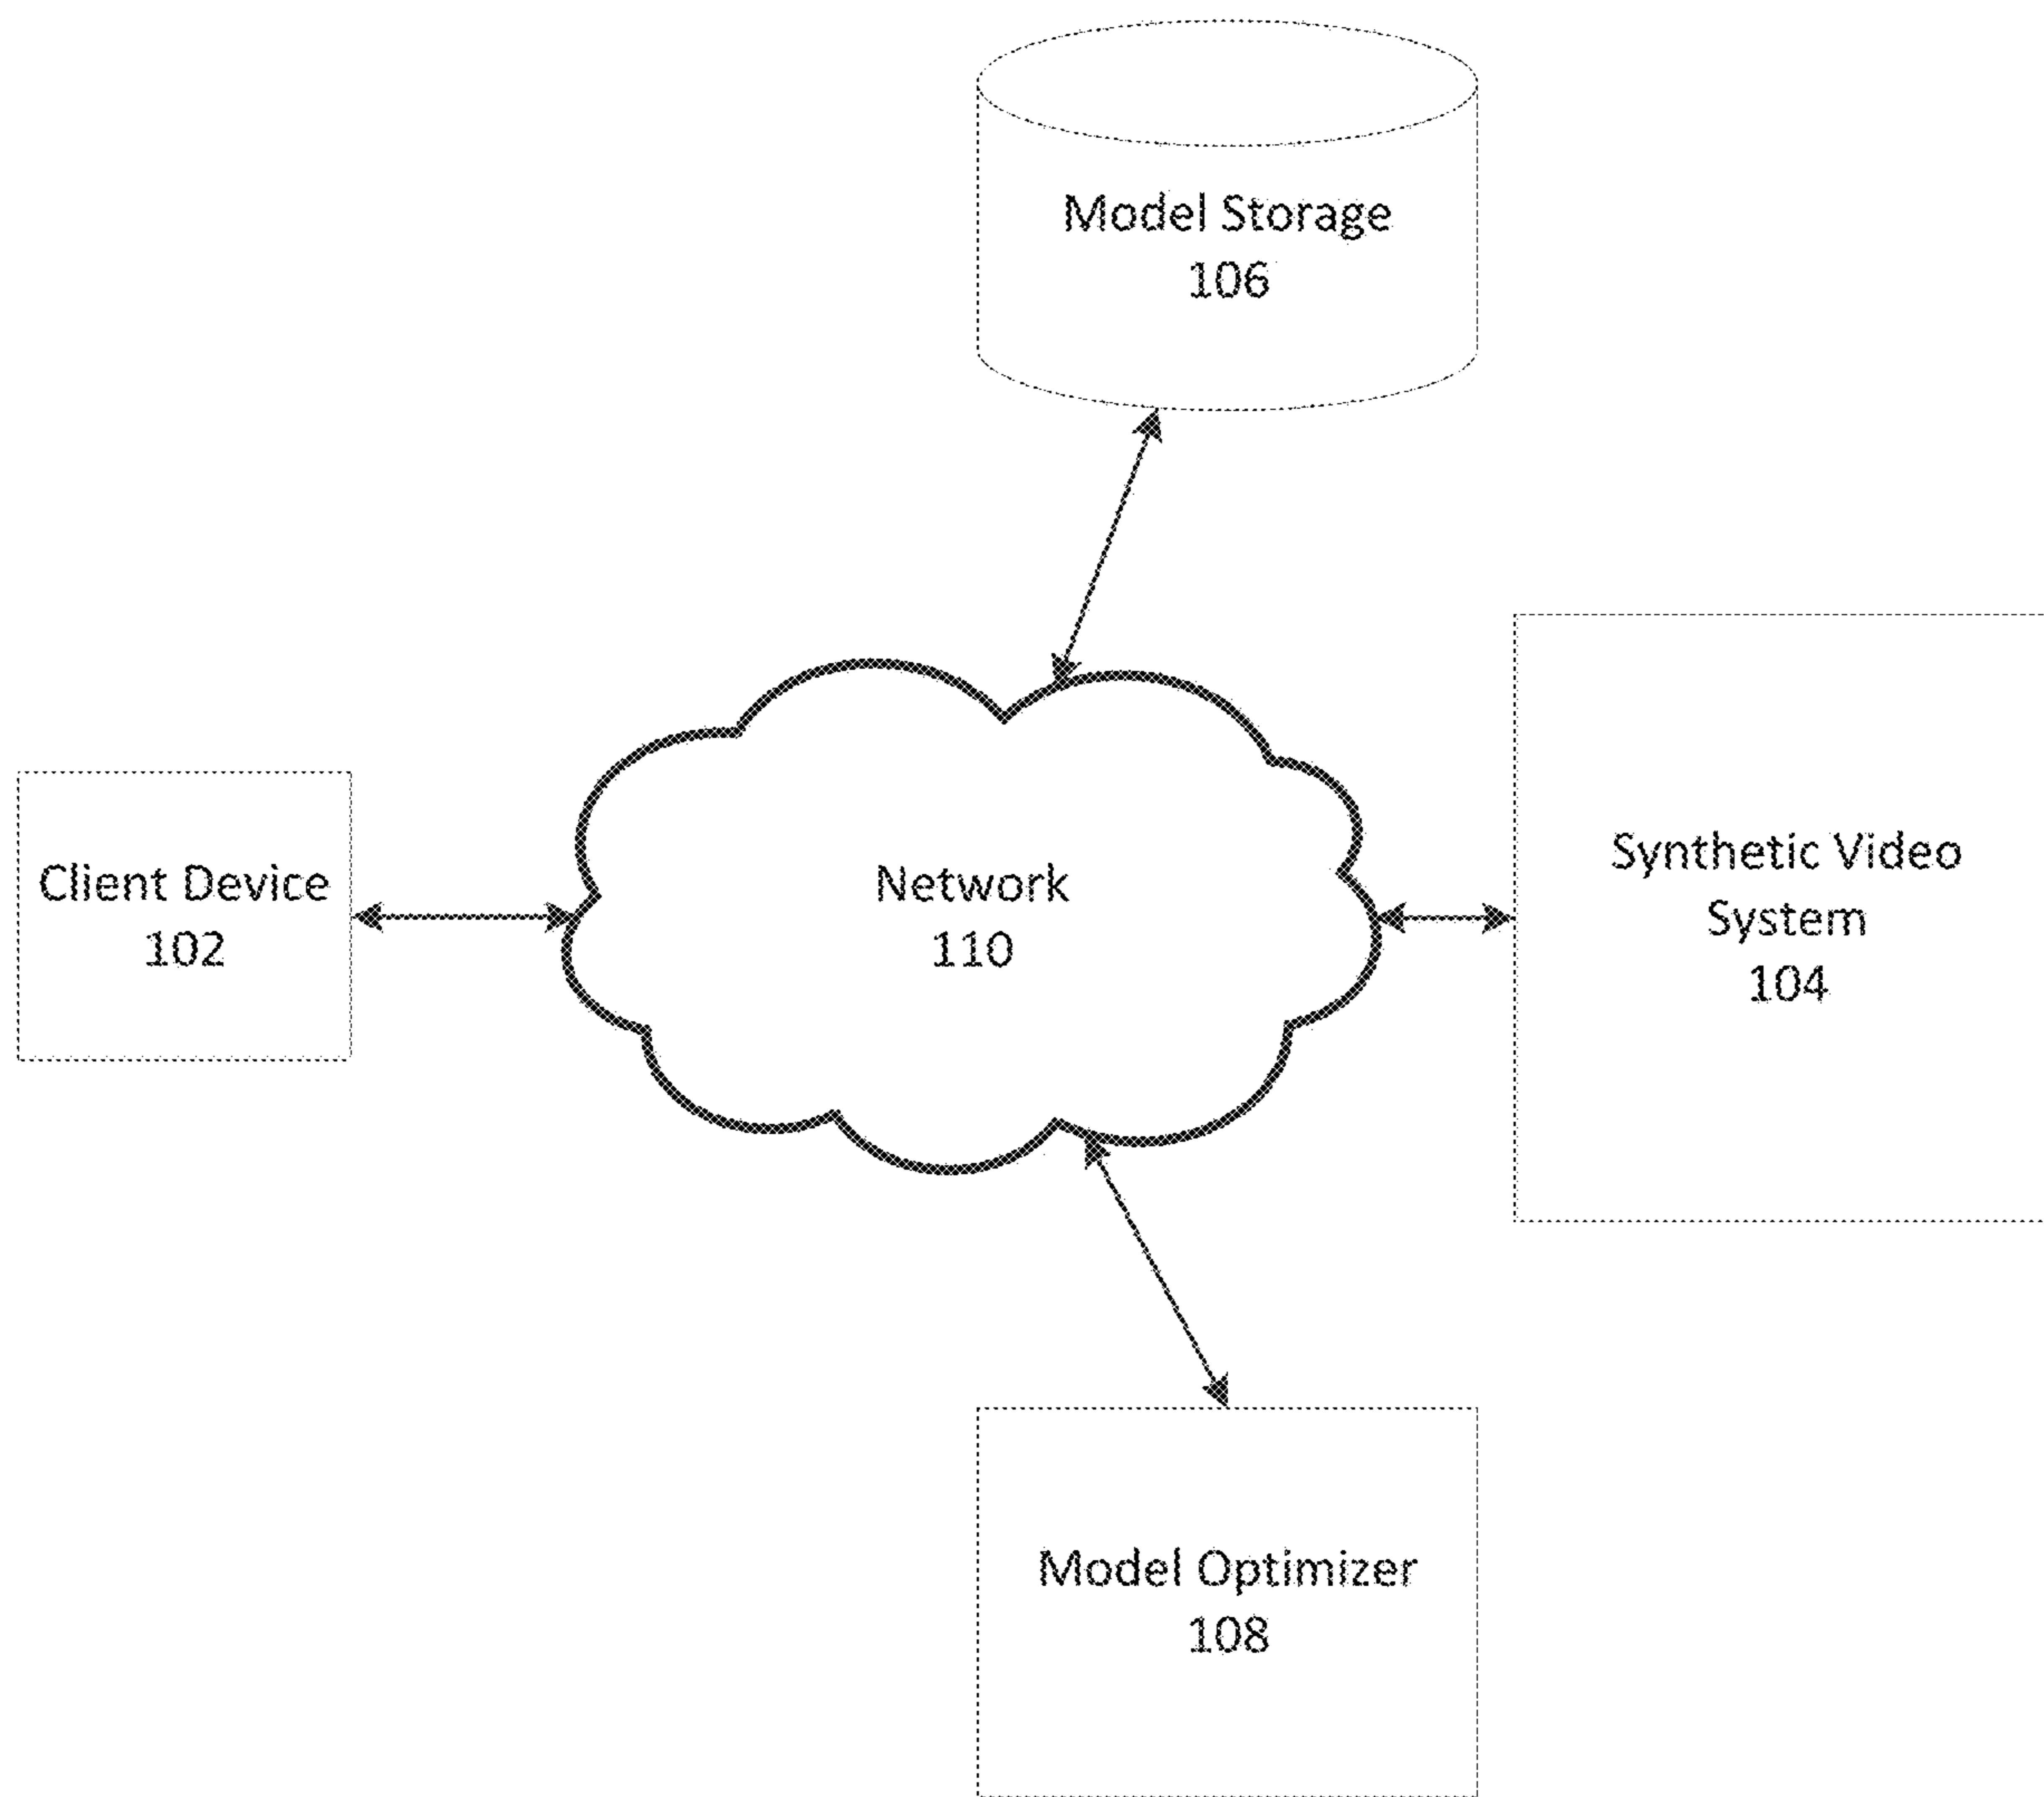 Model Storage
106
Client Device
102
Network
110
Synthetic Video
System
104
Model Optimizer
108